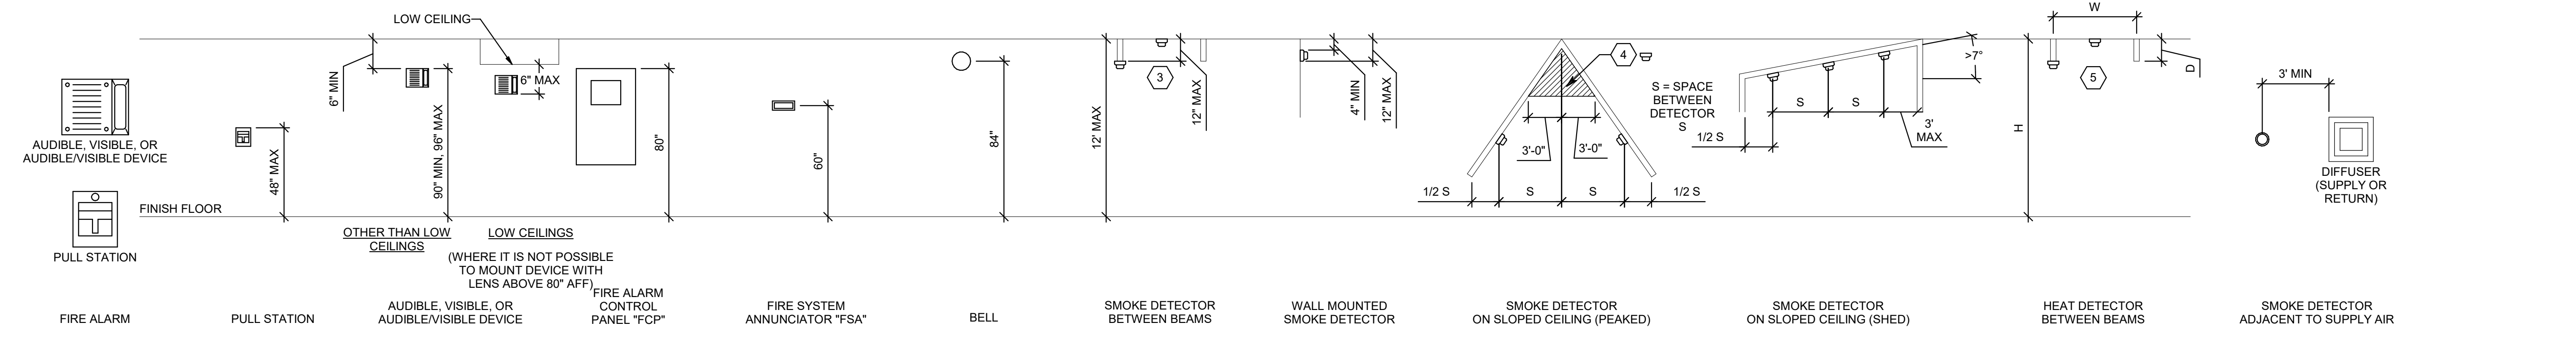 LOW CEILING
6" MIN
6" MAX
AUDIBLE, VISIBLE, OR
AUDIBLE/VISIBLE DEVICE
PULL STATION
FINISH FLOOR
48" MAX
90" MIN, 96" MAX
OTHER THAN LOW
CEILINGS
LOW CEILINGS
(WHERE IT IS NOT POSSIBLE
TO MOUNT DEVICE WITH
LENS ABOVE 80" AFF)
80"
60"
84"
12' MAX
3
12" MAX
4" MIN
12" MAX
4
3'-0"
3'-0"
1/2 S
S
S
1/2 S
S = SPACE
BETWEEN
DETECTOR
S
1/2 S
S
S
3'
MAX
>7°
W
H
5
D
3' MIN
DIFFUSER
(SUPPLY OR
RETURN)
FIRE ALARM
PULL STATION
AUDIBLE, VISIBLE, OR
AUDIBLE/VISIBLE DEVICE
FIRE ALARM
CONTROL
PANEL "FCP"
FIRE SYSTEM
ANNUNCIATOR "FSA"
BELL
SMOKE DETECTOR
BETWEEN BEAMS
WALL MOUNTED
SMOKE DETECTOR
SMOKE DETECTOR
ON SLOPED CEILING (PEAKED)
SMOKE DETECTOR
ON SLOPED CEILING (SHED)
HEAT DETECTOR
BETWEEN BEAMS
SMOKE DETECTOR
ADJACENT TO SUPPLY AIR